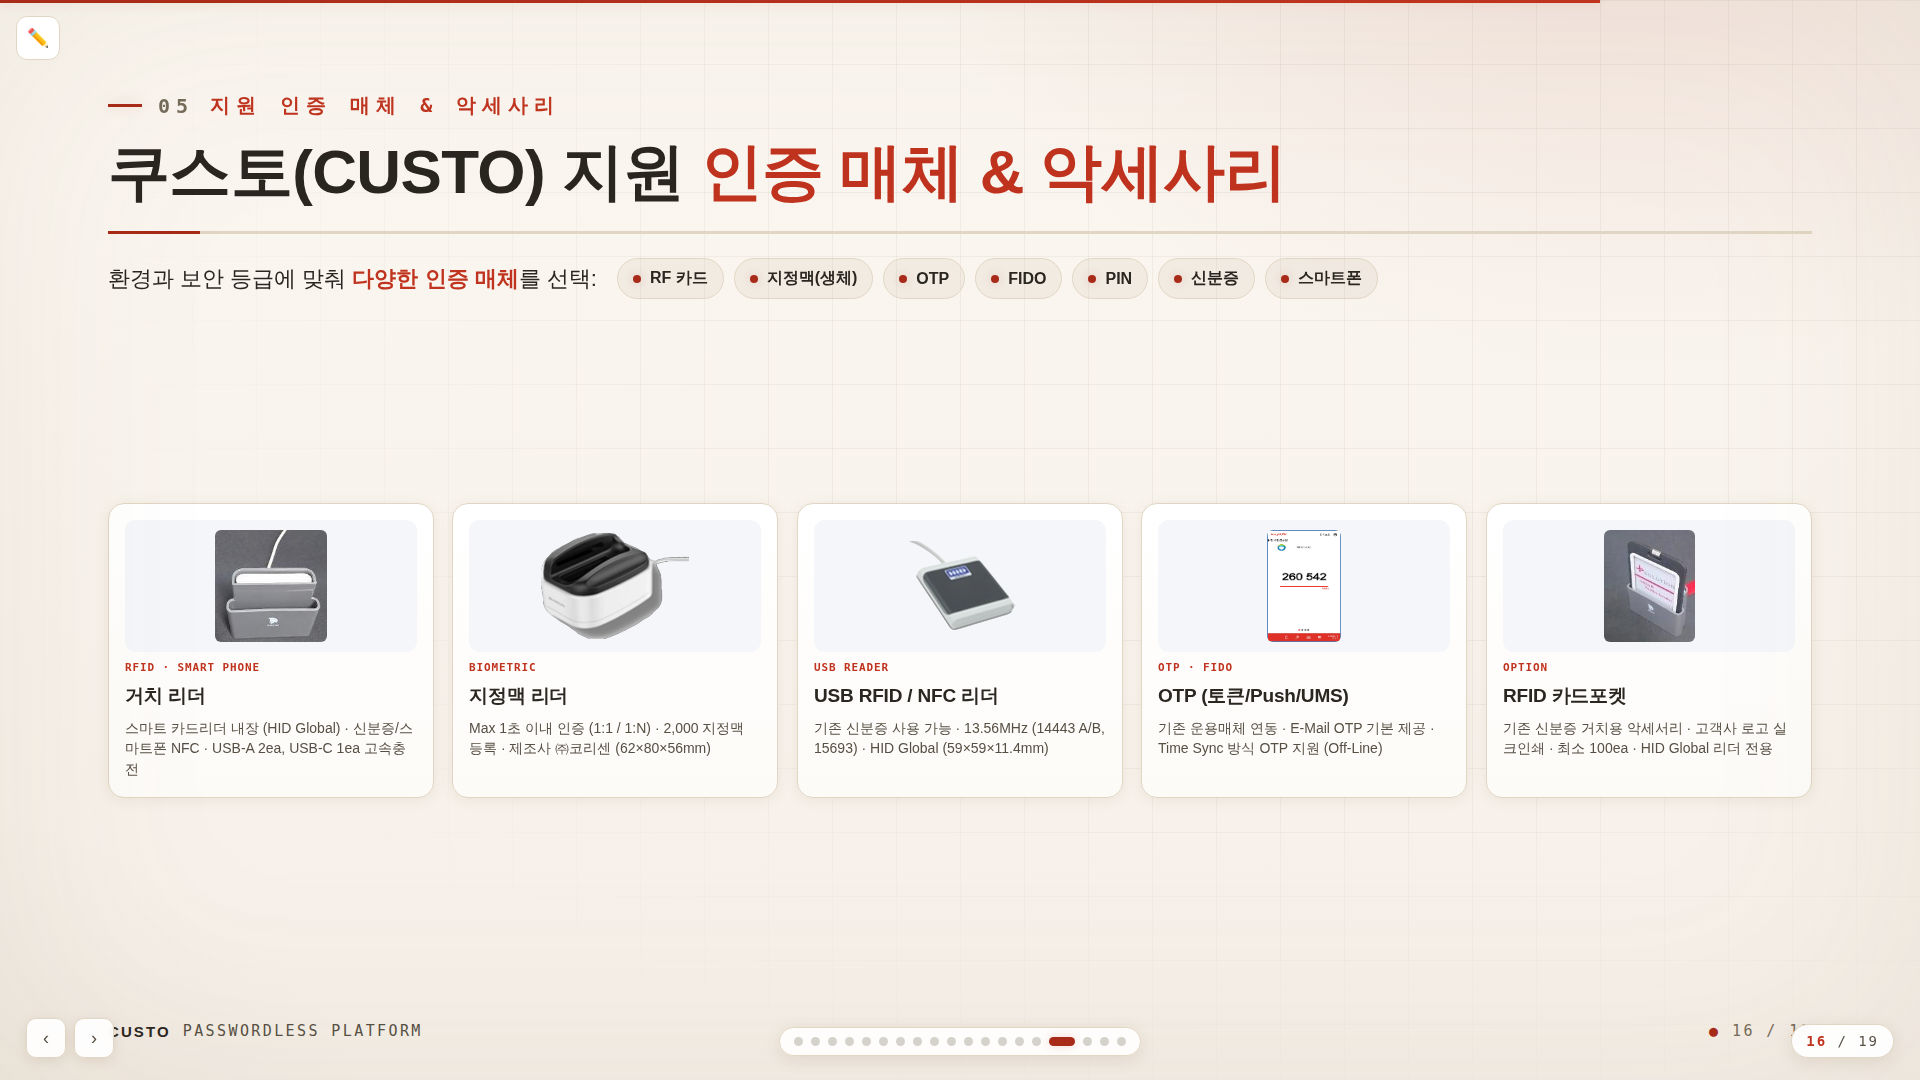 05 지원 인증 매체 & 악세사리
쿠스토(CUSTO) 지원 인증 매체 & 악세사리
환경과 보안 등급에 맞춰 다양한 인증 매체를 선택:
RF 카드
지정맥(생체)
OTP
FIDO
PIN
신분증
스마트폰
RFID · SMART PHONE
거치 리더
스마트 카드리더 내장 (HID Global) · 신분증/스
마트폰 NFC · USB-A 2ea, USB-C 1ea 고속충
전
BIOMETRIC
지정맥 리더
Max 1초 이내 인증 (1:1 / 1:N) · 2,000 지정맥
등록 · 제조사 ㈜코리센 (62×80×56mm)
USB READER
USB RFID / NFC 리더
기존 신분증 사용 가능 · 13.56MHz (14443 A/B,
15693) · HID Global (59×59×11.4mm)
260 542
OTP · FIDO
OTP (토큰/Push/UMS)
기존 운용매체 연동 · E-Mail OTP 기본 제공 ·
Time Sync 방식 OTP 지원 (Off-Line)
OPTION
RFID 카드포켓
기존 신분증 거치용 악세서리 · 고객사 로고 실
크인쇄 · 최소 100ea · HID Global 리더 전용
‹ ›
CUSTO PASSWORDLESS PLATFORM
16 /
16 / 19